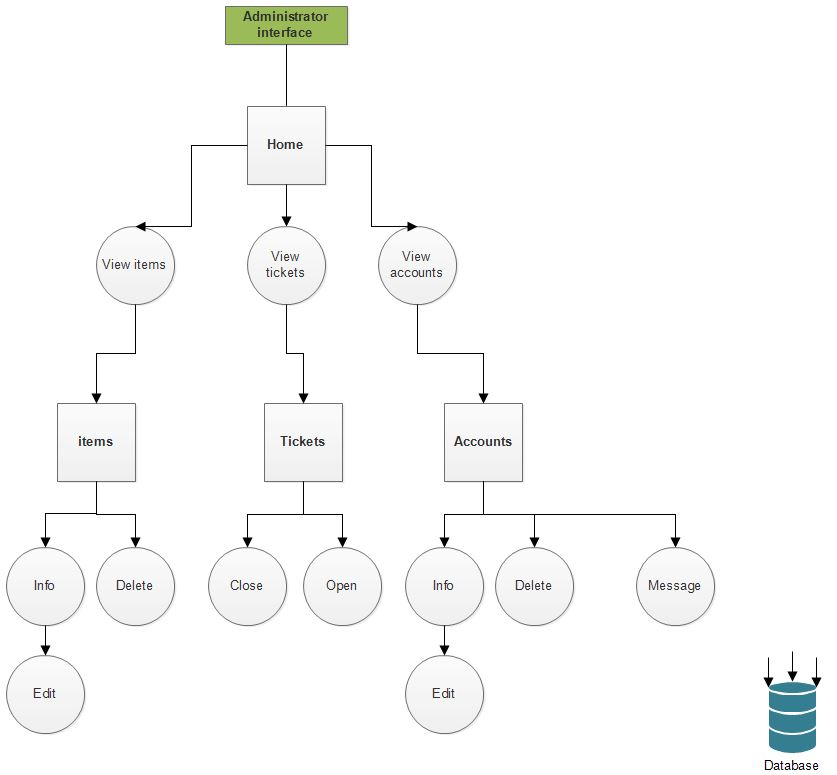 Administrator
interface
Home
View items
View
tickets
View
accounts
items
Tickets
Accounts
Info
Delete
Close
Open
Info
Delete
Message
Edit
Edit
Database